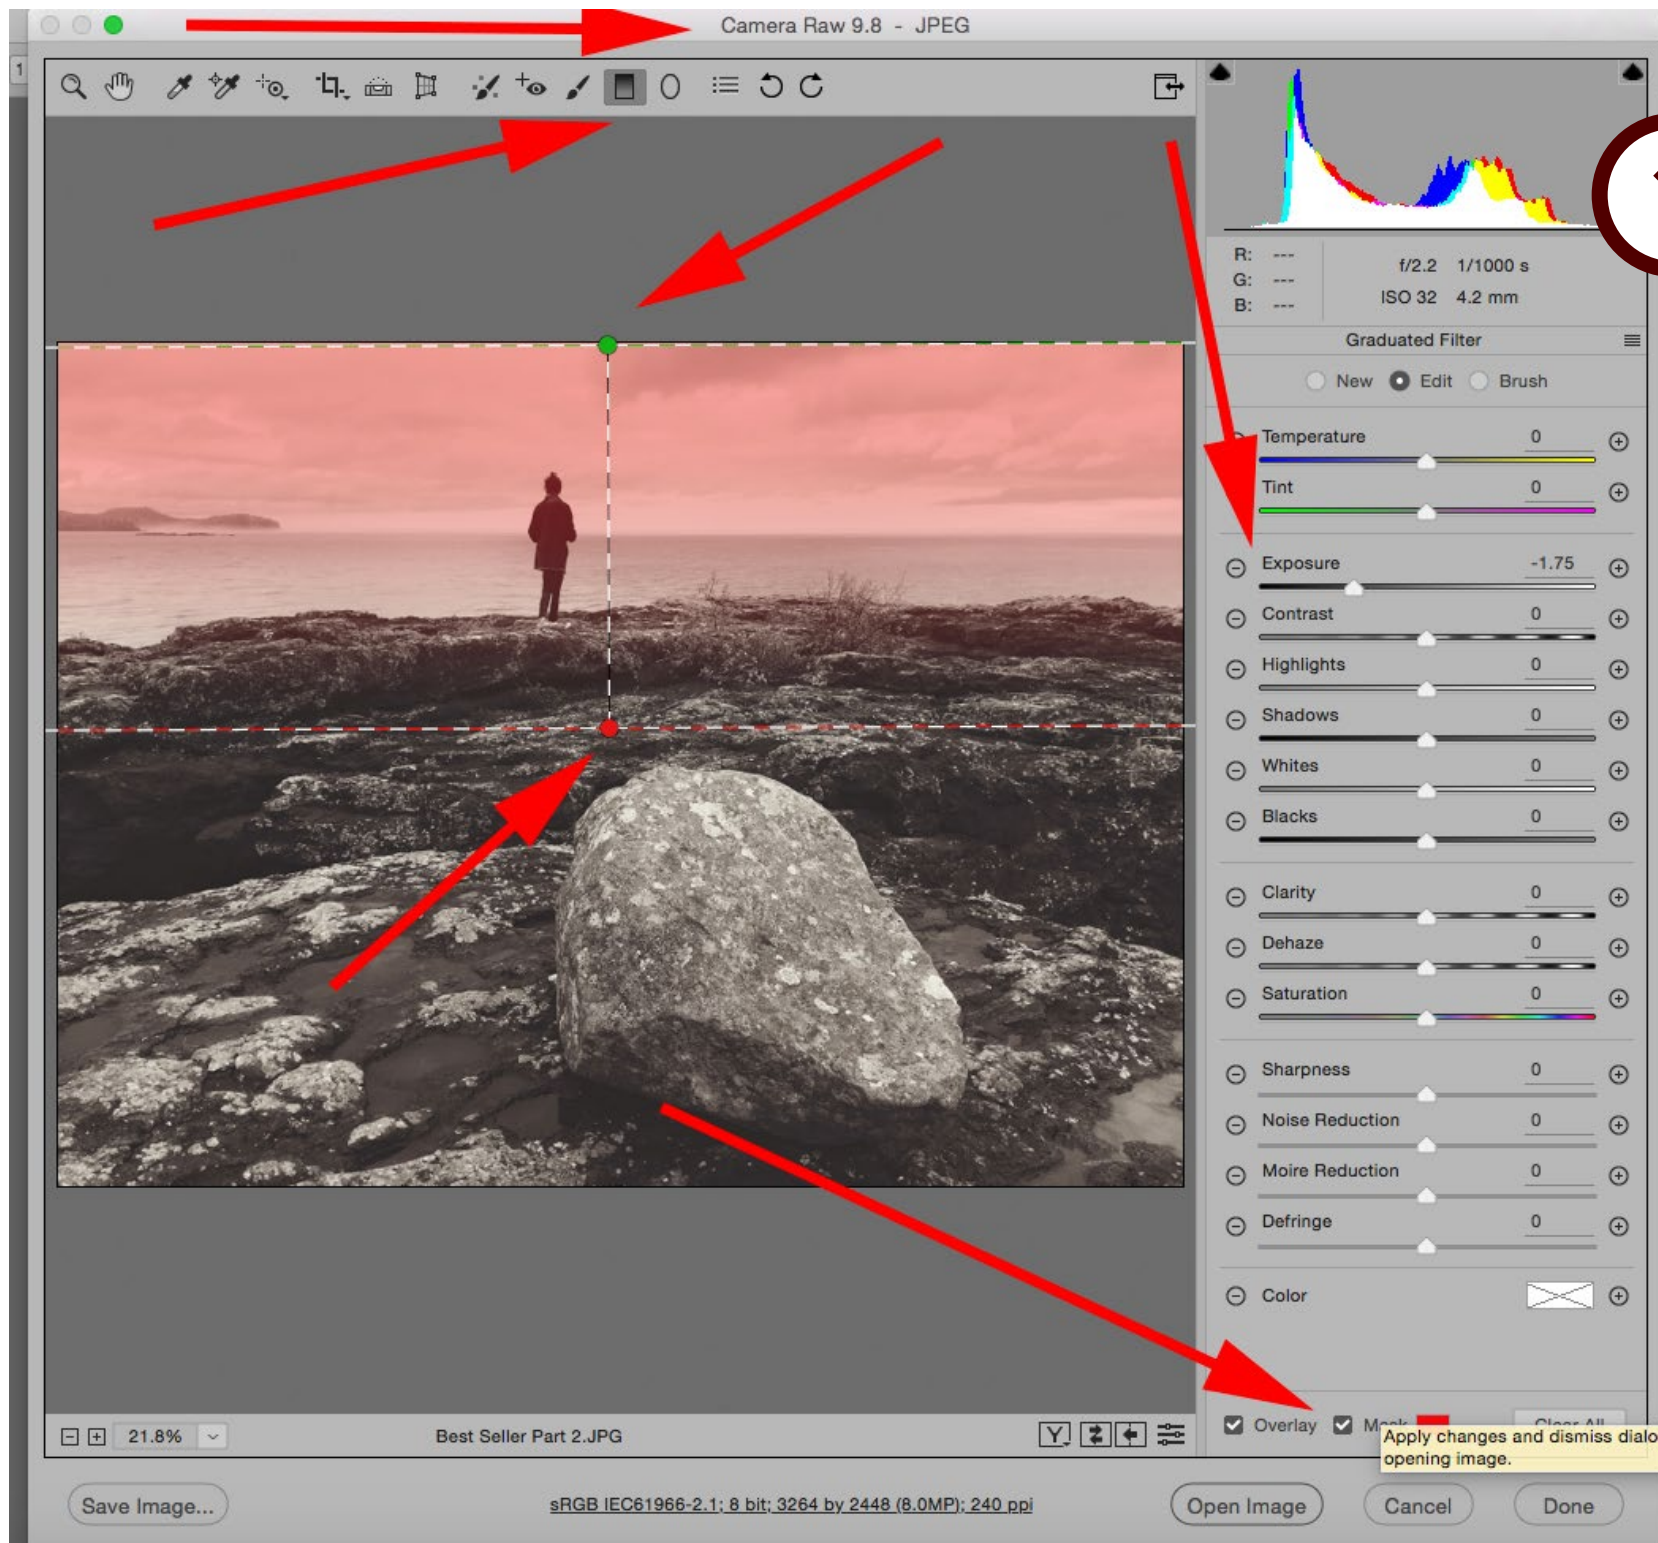 Camera Raw 9.8 - JPEG
1
R: ---
G: ---
B: ---
f/2.2 1/1000 s
ISO 32 4.2 mm
Graduated Filter
New Edit Brush
Temperature 0
Tint 0
Exposure -1.75
Contrast 0
Highlights 0
Shadows 0
Whites 0
Blacks 0
Clarity 0
Dehaze 0
Saturation 0
Sharpness 0
Noise Reduction 0
Moire Reduction 0
Defringe 0
Color
21.8%
Best Seller Part 2.JPG
Y
Overlay Mask Clear All
Apply changes and dismiss dialo
opening image.
Save Image...
sRGB IEC61966-2.1; 8 bit; 3264 by 2448 (8.0MP); 240 ppi
Open Image
Cancel
Done